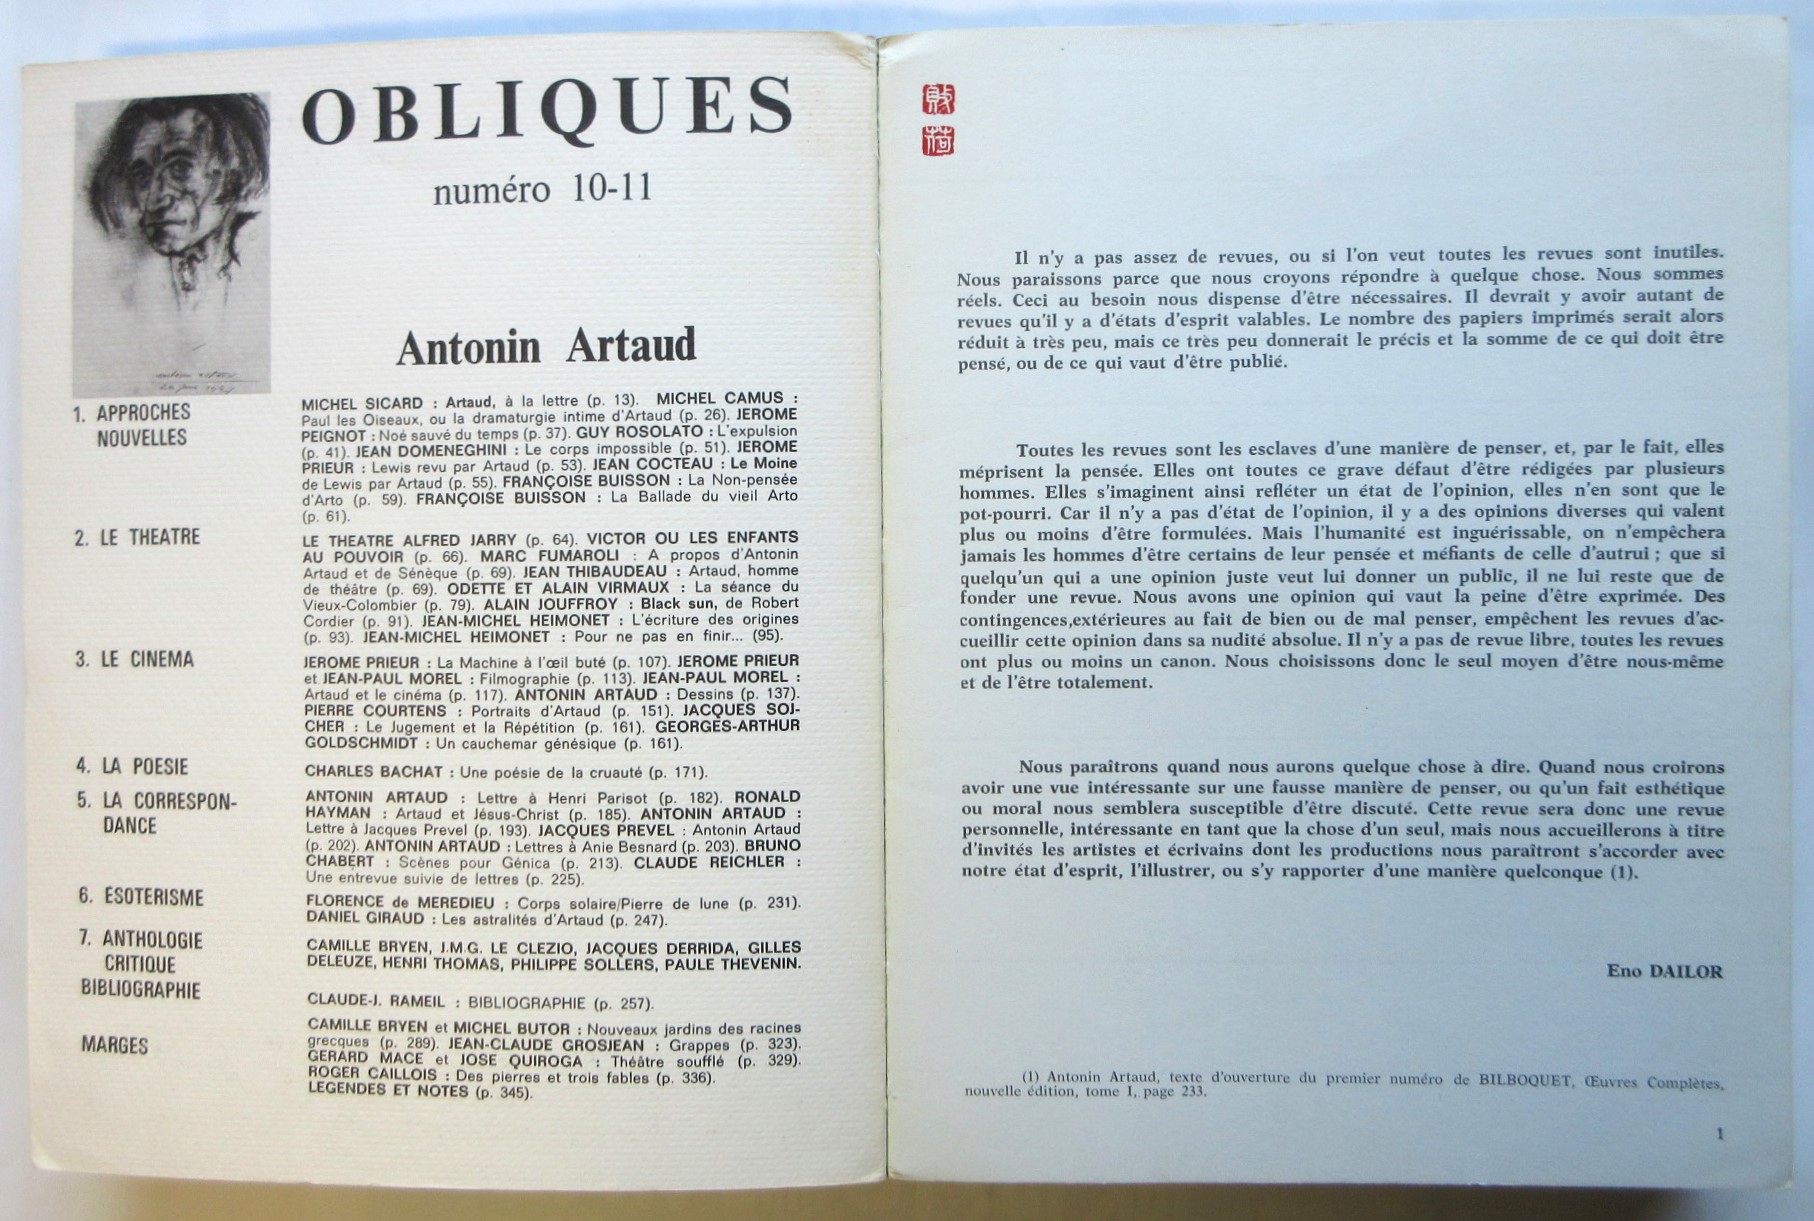 OBLIQUES
numéro 10-11
Antonin Artaud
1. APPROCHES
NOUVELLES
MICHEL SICARD : Artaud, à la lettre (p. 13). MICHEL CAMUS :
Paul les Oiseaux, ou la dramaturgie intime d'Artaud (p. 26). JEROME
PEIGNOT : Noé sauvé du temps (p. 37). GUY ROSOLATO : L'expulsion
(p. 41). JEAN DOMENEGHINI : Le corps impossible (p. 51). JEROME
PRIEUR : Lewis revu par Artaud (p. 53). JEAN COCTEAU : Le Moine
de Lewis par Artaud (p. 55). FRANÇOISE BUISSON : La Non-pensée
d'Arto (p. 59). FRANÇOISE BUISSON : La Ballade du vieil Arto
(p. 61).
2. LE THEATRE
LE THEATRE ALFRED JARRY (p. 64). VICTOR OU LES ENFANTS
AU POUVOIR (p. 66). MARC FUMAROLI : A propos d'Antonin
Artaud et de Sénèque (p. 69). JEAN THIBAUDEAU : Artaud, homme
de théâtre (p. 69). ODETTE ET ALAIN VIRMAUX : La séance du
Vieux-Colombier (p. 79). ALAIN JOUFFROY : Black sun, de Robert
Cordier (p. 91). JEAN-MICHEL HEIMONET : L'écriture des origines
(p. 93). JEAN-MICHEL HEIMONET : Pour ne pas en finir... (95).
3. LE CINEMA
JEROME PRIEUR : La Machine à l'œil buté (p. 107). JEROME PRIEUR
et JEAN-PAUL MOREL : Filmographie (p. 113). JEAN-PAUL MOREL :
Artaud et le cinéma (p. 117). ANTONIN ARTAUD : Dessins (p. 137).
PIERRE COURTENS : Portraits d'Artaud (p. 151). JACQUES SOJ-
CHER : Le Jugement et la Répétition (p. 161). GEORGES-ARTHUR
GOLDSCHMIDT : Un cauchemar génésique (p. 161).
4. LA POESIE
CHARLES BACHAT : Une poésie de la cruauté (p. 171).
5. LA CORRESPON-
DANCE
ANTONIN ARTAUD : Lettre à Henri Parisot (p. 182). RONALD
HAYMAN : Artaud et Jésus-Christ (p. 185). ANTONIN ARTAUD :
Lettre à Jacques Prevel (p. 193). JACQUES PREVEL : Antonin Artaud
(p. 202). ANTONIN ARTAUD : Lettres à Anie Besnard (p. 203). BRUNO
CHABERT : Scènes pour Génica (p. 213). CLAUDE REICHLER :
Une entrevue suivie de lettres (p. 225).
6. ESOTERISME
FLORENCE de MEREDIEU : Corps solaire/Pierre de lune (p. 231).
DANIEL GIRAUD : Les astralités d'Artaud (p. 247).
7. ANTHOLOGIE
CRITIQUE
CAMILLE BRYEN, J.M.G. LE CLEZIO, JACQUES DERRIDA, GILLES
DELEUZE, HENRI THOMAS, PHILIPPE SOLLERS, PAULE THEVENIN.
BIBLIOGRAPHIE
CLAUDE-J. RAMEIL : BIBLIOGRAPHIE (p. 257).
MARGES
CAMILLE BRYEN et MICHEL BUTOR : Nouveaux jardins des racines
grecques (p. 289). JEAN-CLAUDE GROSJEAN : Grappes (p. 323).
GERARD MACE et JOSE QUIROGA : Théâtre soufflé (p. 329).
ROGER CAILLOIS : Des pierres et trois fables (p. 336).
LEGENDES ET NOTES (p. 345).
Il n'y a pas assez de revues, ou si l'on veut toutes les revues sont inutiles.
Nous paraissons parce que nous croyons répondre à quelque chose. Nous sommes
réels. Ceci au besoin nous dispense d'être nécessaires. Il devrait y avoir autant de
revues qu'il y a d'états d'esprit valables. Le nombre des papiers imprimés serait alors
réduit à très peu, mais ce très peu donnerait le précis et la somme de ce qui doit être
pensé, ou de ce qui vaut d'être publié.
Toutes les revues sont les esclaves d'une manière de penser, et, par le fait, elles
méprisent la pensée. Elles ont toutes ce grave défaut d'être rédigées par plusieurs
hommes. Elles s'imaginent ainsi refléter un état de l'opinion, elles n'en sont que le
pot-pourri. Car il n'y a pas d'état de l'opinion, il y a des opinions diverses qui valent
plus ou moins d'être formulées. Mais l'humanité est inguérissable, on n'empêchera
jamais les hommes d'être certains de leur pensée et méfiants de celle d'autrui ; que si
quelqu'un qui a une opinion juste veut lui donner un public, il ne lui reste que de
fonder une revue. Nous avons une opinion qui vaut la peine d'être exprimée. Des
contingences,extérieures au fait de bien ou de mal penser, empêchent les revues d'ac-
cueillir cette opinion dans sa nudité absolue. Il n'y a pas de revue libre, toutes les revues
ont plus ou moins un canon. Nous choisissons donc le seul moyen d'être nous-même
et de l'être totalement.
Nous paraîtrons quand nous aurons quelque chose à dire. Quand nous croirons
avoir une vue intéressante sur une fausse manière de penser, ou qu'un fait esthétique
ou moral nous semblera susceptible d'être discuté. Cette revue sera donc une revue
personnelle, intéressante en tant que la chose d'un seul, mais nous accueillerons à titre
d'invités les artistes et écrivains dont les productions nous paraîtront s'accorder avec
notre état d'esprit, l'illustrer, ou s'y rapporter d'une manière quelconque (1).
Eno DAILOR
(1) Antonin Artaud, texte d'ouverture du premier numéro de BILBOQUET, Œuvres Complètes,
nouvelle édition, tome I, page 233.
1